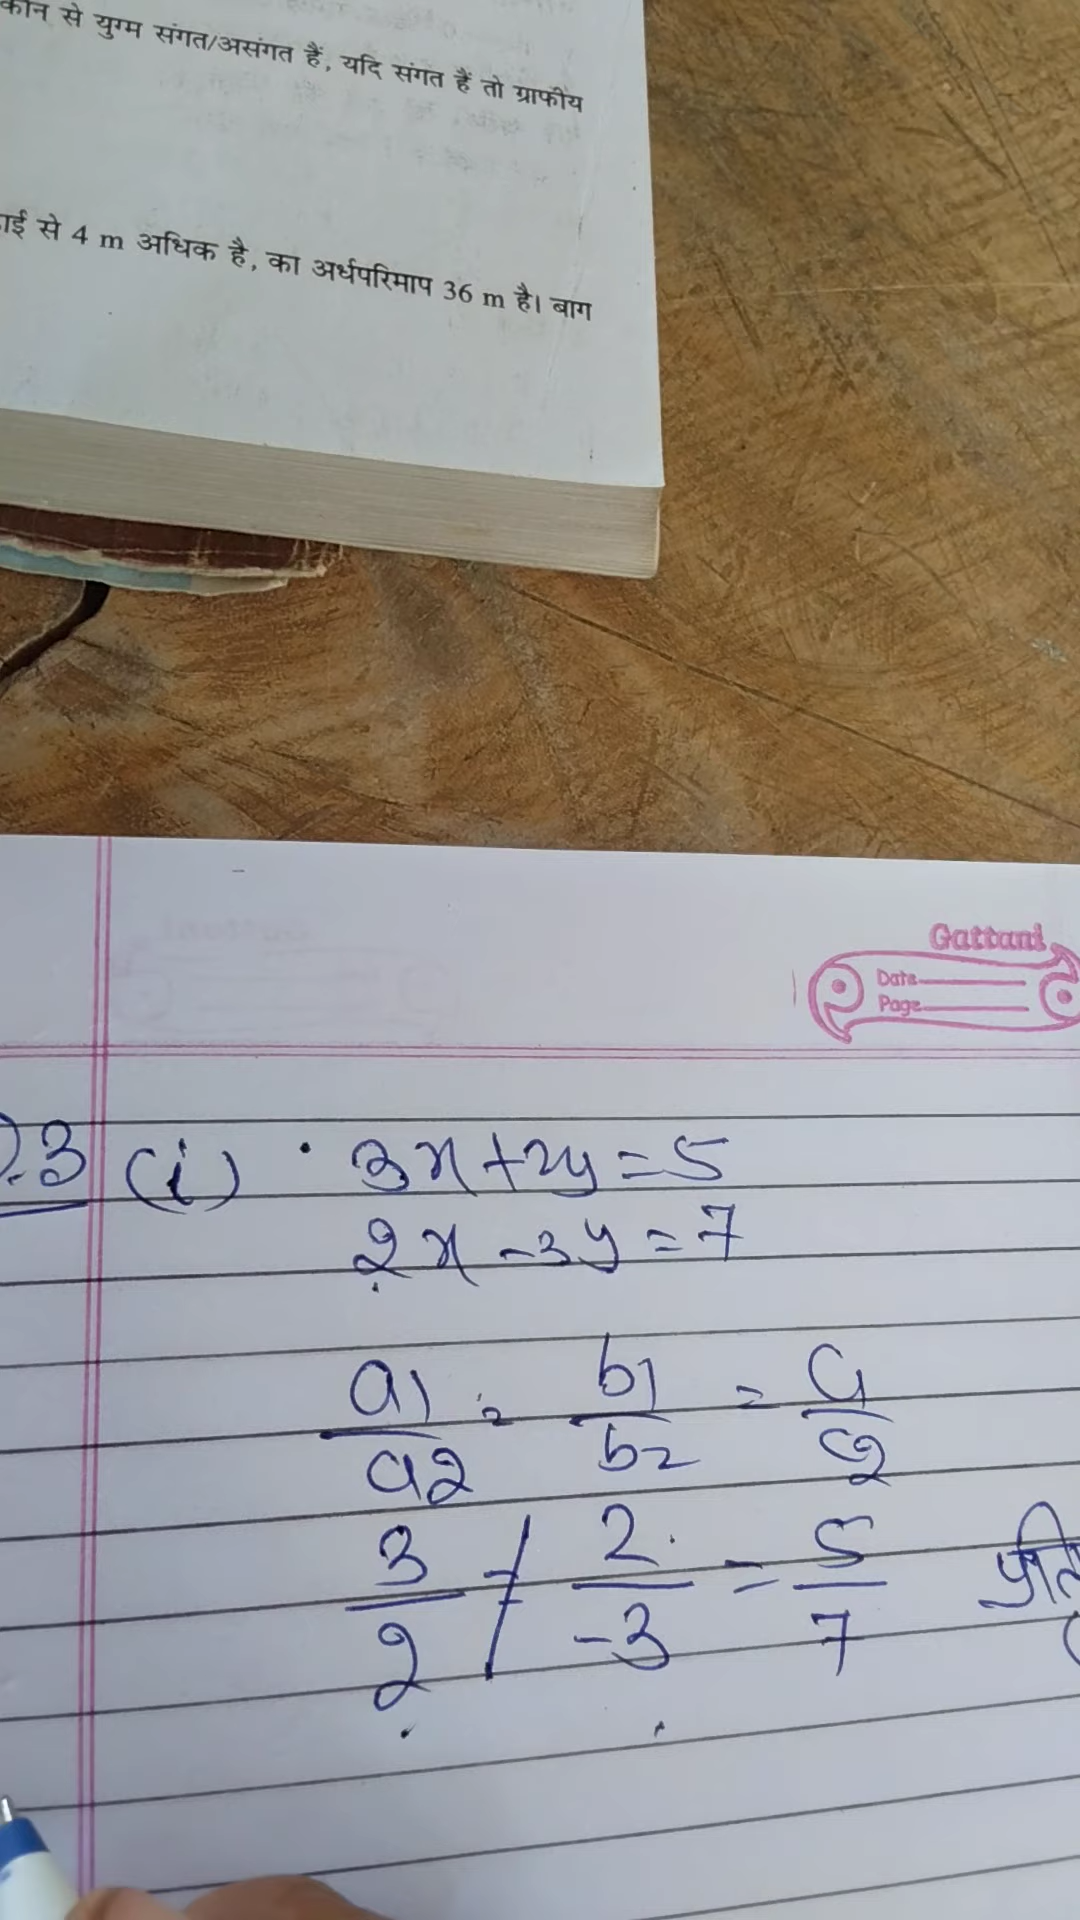 कौन से युग्म संगत/असंगत हैं, यदि संगत हैं तो ग्राफीय
से 4 m अधिक है, का अर्धपरिमाप 36 m है। बाग
Gattani
Date
Page
.3 (i) 3x+2y=5
2x-3y=7
a1/a2 = b1/b2 = c1/c2
3/2 ≠ 2/-3 = 5/7